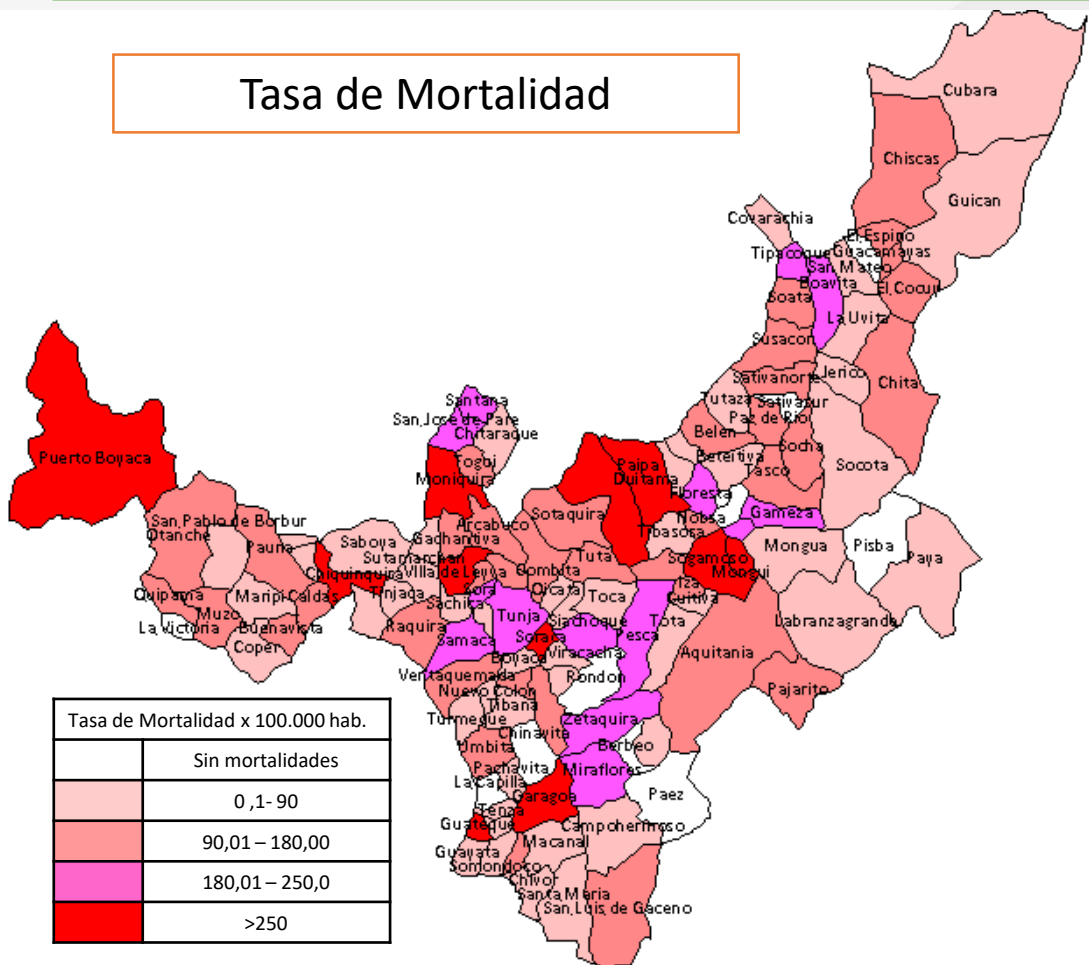 Tasa de Mortalidad
Cubara
Chiscas
Guican
Covarachia
El Espino
Tipacoque
Guacamayas
San Mateo
Boavita
El Cocuy
Soata
La Uvita
Susacon
Sativanorte
Jerico
Chita
Tutaza
Sativasur
Paz de Rio
Santana
San Jose de Pare
Chitaraque
Belen
Socha
Beteitiva
Tasco
Socota
Puerto Boyaca
Togui
Moniquira
Paipa
Duitama
Floresta
San Pablo de Borbur
Otanche
Pauna
Saboya
Arcabuco
Gachantiva
Sotaquira
Nobsa
Gameza
Tibasosa
Mongua
Pisba
Paya
Sutamarchan
Chiquinquira
Villa de Leyva
Combita
Tuta
Sogamoso
Mongui
Quipama
Maripi
Caldas
Tinjaca
Sachica
Sora
Oicata
Toca
Iza
Cuitiva
Muzo
La Victoria
Buenavista
Coper
Raquira
Samaca
Tunja
Siachoque
Soraca
Pesca
Tota
Labranzagrande
Aquitania
Boyaca
Viracacha
Ventaquemada
Rondon
Pajarito
Nuevo Colon
Tibana
Turmeque
Chinavita
Zetaquira
Umbita
Berbeo
Pachavita
Miraflores
La Capilla
Garagoa
Paez
Tenza
Guateque
Campohermoso
Guayata
Macanal
Somondoco
Chivor
Santa Maria
San Luis de Gaceno
Tasa de Mortalidad x 100.000 hab.
Sin mortalidades
0 ,1- 90
90,01 – 180,00
180,01 – 250,0
>250